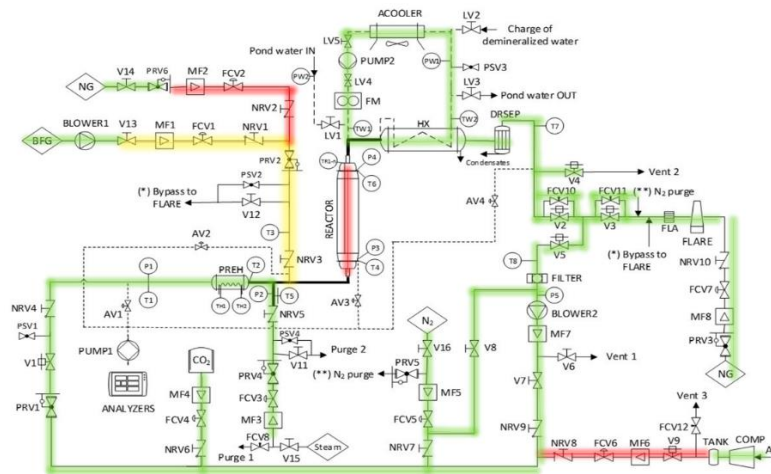 ACOOLER
LV2
Charge of
demineralized water
LV5
Pond water IN
PUMP2
PW1
PSV3
PW2
LV4
LV3
Pond water OUT
FM
LV1
TW1
HX
TW2
DRSEP
T7
Condensates
V4
Vent 2
NG
V14
PRV6
MF2
FCV2
NRV2
BFG
BLOWER1
V13
MF1
FCV1
NRV1
PRV2
PSV2
(*) Bypass to
FLARE
V12
T3
NRV3
P4
T6
REACTOR
P3
T4
AV4
FCV10
FCV11
(**) N2 purge
V2
V3
FLA
FLARE
V5
(*) Bypass to
FLARE
T8
FILTER
P5
BLOWER2
MF7
NRV10
FCV7
MF8
PRV3
NG
AV2
P1
T1
PREH
T2
TH1
TH2
P2
T5
NRV5
AV3
NRV4
PSV1
V1
PRV1
AV1
PUMP1
ANALYZERS
CO2
MF4
FCV4
NRV6
PSV4
V11
Purge 2
PRV4
FCV3
MF3
FCV8
Purge 1
V15
Steam
N2
V16
V8
PRV5
(**) N2 purge
MF5
FCV5
NRV7
V6
Vent 1
V7
NRV9
Vent 3
FCV12
NRV8
FCV6
MF6
V9
TANK
COMP
A